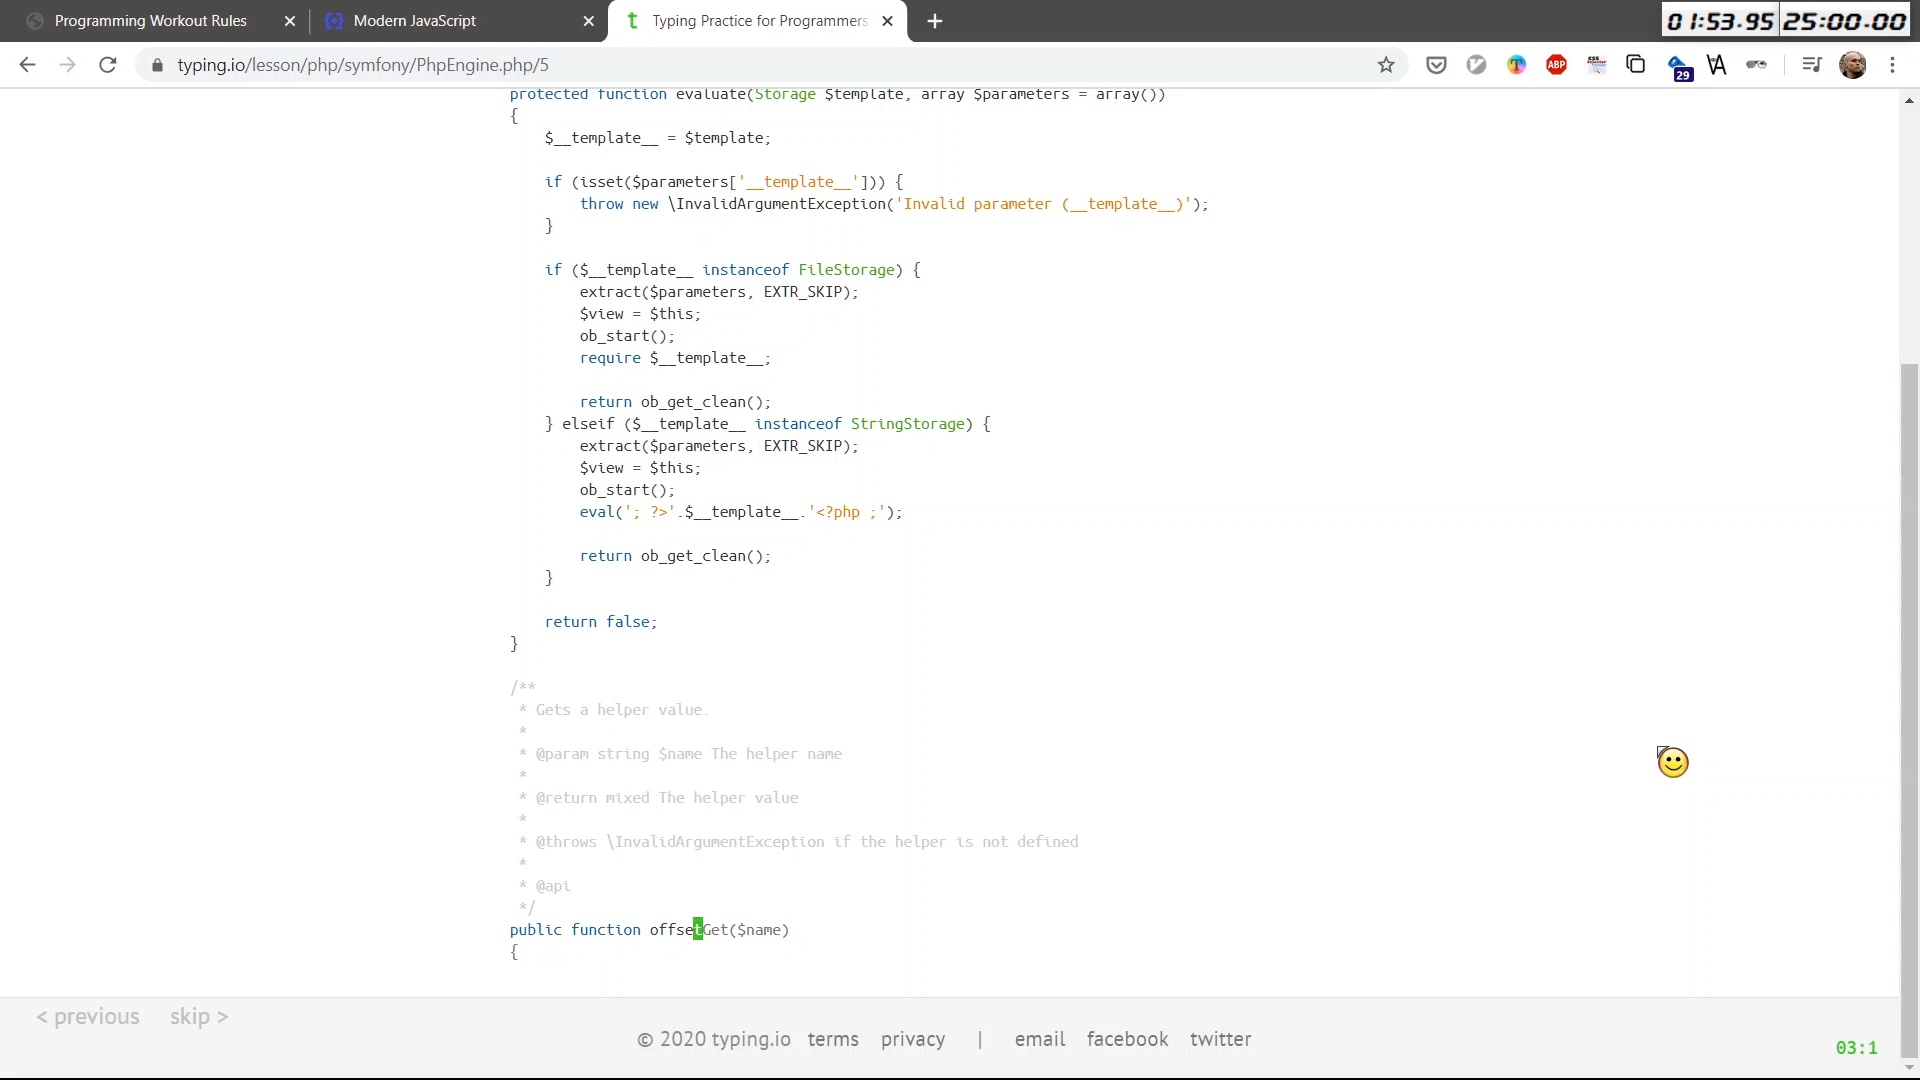 Programming Workout Rules
Modern JavaScript
t Typing Practice for Programmers
01:53.95 25:00.00
typing.io/lesson/php/symfony/PhpEngine.php/5
ABP
29
protected function evaluate(Storage $template, array $parameters = array())
{
$__template__ = $template;
if (isset($parameters['__template__'])) {
throw new \InvalidArgumentException('Invalid parameter (__template__)');
}
if ($__template__ instanceof FileStorage) {
extract($parameters, EXTR_SKIP);
$view = $this;
ob_start();
require $__template__;
return ob_get_clean();
} elseif ($__template__ instanceof StringStorage) {
extract($parameters, EXTR_SKIP);
$view = $this;
ob_start();
eval('; ?>'.$__template__.'<?php ;');
return ob_get_clean();
}
return false;
}
/**
* Gets a helper value.
*
* @param string $name The helper name
*
* @return mixed The helper value
*
* @throws \InvalidArgumentException if the helper is not defined
*
* @api
*/
public function offsetGet($name)
{
< previous skip >
© 2020 typing.io terms privacy | email facebook twitter
03:1